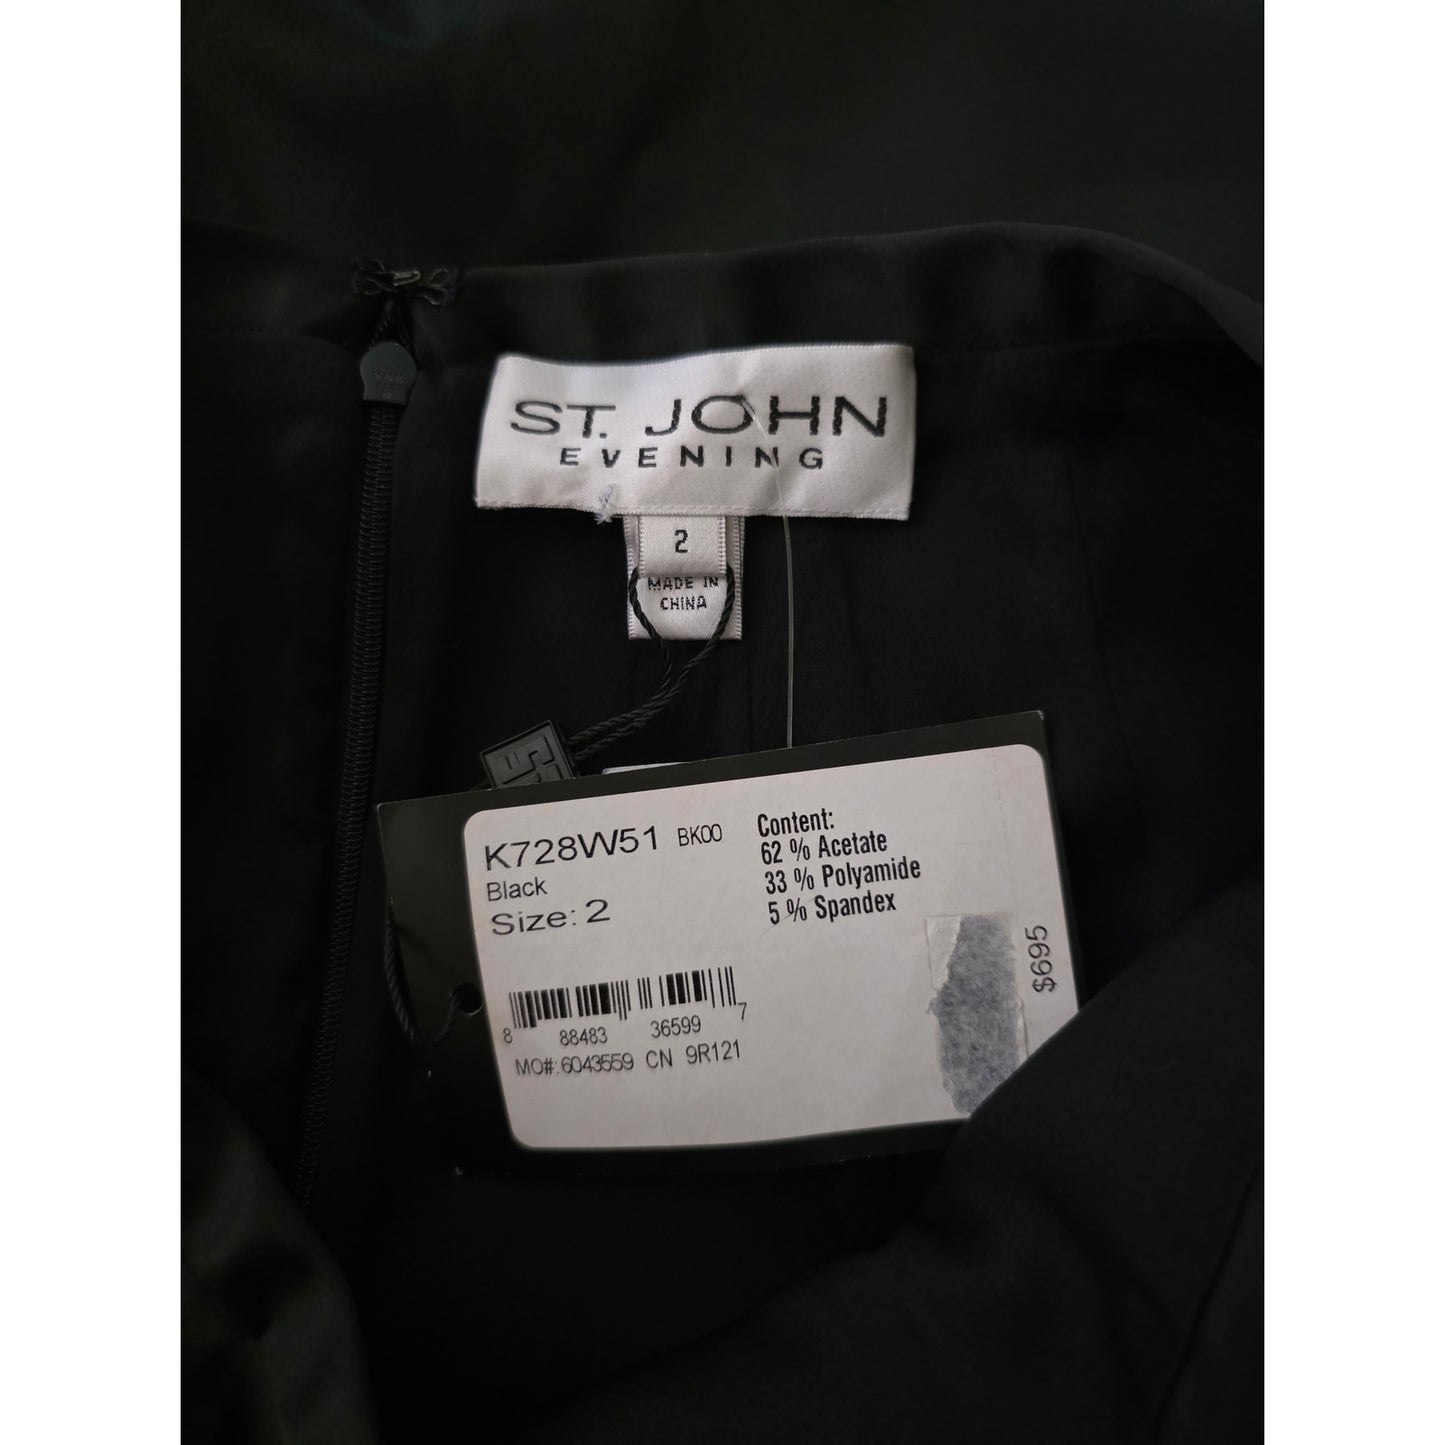 YKK
ST. JOHN
EVENING
2
MADE IN
CHINA
K728W51 BK00
Black
Size: 2
Content:
62 % Acetate
33 % Polyamide
5 % Spandex
$695
8 88483 36599 7
MO#:6043559 CN 9R121